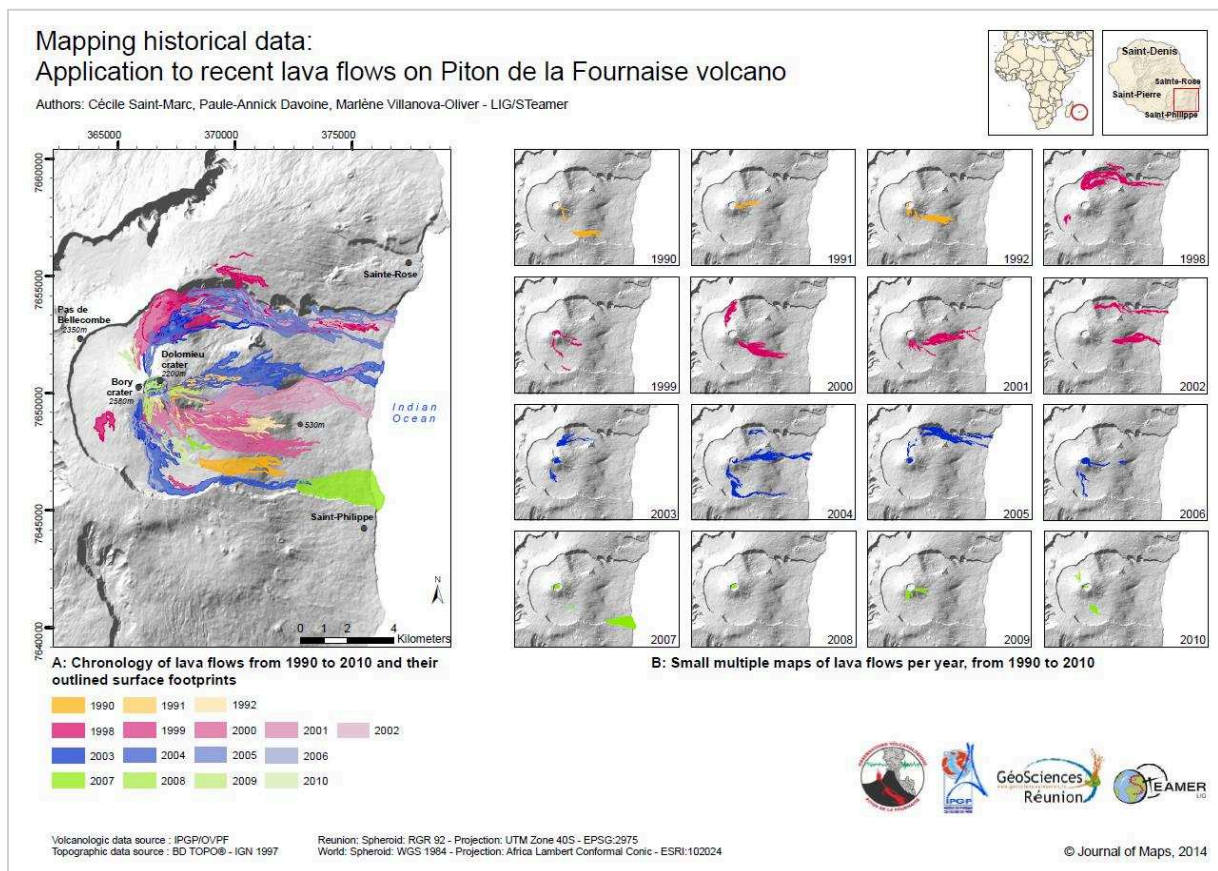 Mapping historical data:
Application to recent lava flows on Piton de la Fournaise volcano
Authors: Cécile Saint-Marc, Paule-Annick Davoine, Marlène Villanova-Oliver - LIG/STeamer
Saint-Denis
Sainte-Rose
Saint-Pierre
Saint-Philippe
365000 370000 375000
7660000
7655000
7650000
7645000
7640000
Sainte-Rose
Pas de
Bellecombe
2350m
Dolomieu
crater
2200m
Bory
crater
2580m
530m
Indian
Ocean
Saint-Philippe
N
0 1 2 4
Kilometers
1990 1991 1992 1998
1999 2000 2001 2002
2003 2004 2005 2006
2007 2008 2009 2010
A: Chronology of lava flows from 1990 to 2010 and their
outlined surface footprints
B: Small multiple maps of lava flows per year, from 1990 to 2010
1990 1991 1992
1998 1999 2000 2001 2002
2003 2004 2005 2006
2007 2008 2009 2010
PITON DE LA FOURNAISE
IPGP
GéoSciences
Réunion
STEAMER
LIG
Volcanologic data source : IPGP/OVPF
Topographic data source : BD TOPO® - IGN 1997
Reunion: Spheroid: RGR 92 - Projection: UTM Zone 40S - EPSG:2975
World: Spheroid: WGS 1984 - Projection: Africa Lambert Conformal Conic - ESRI:102024
© Journal of Maps, 2014